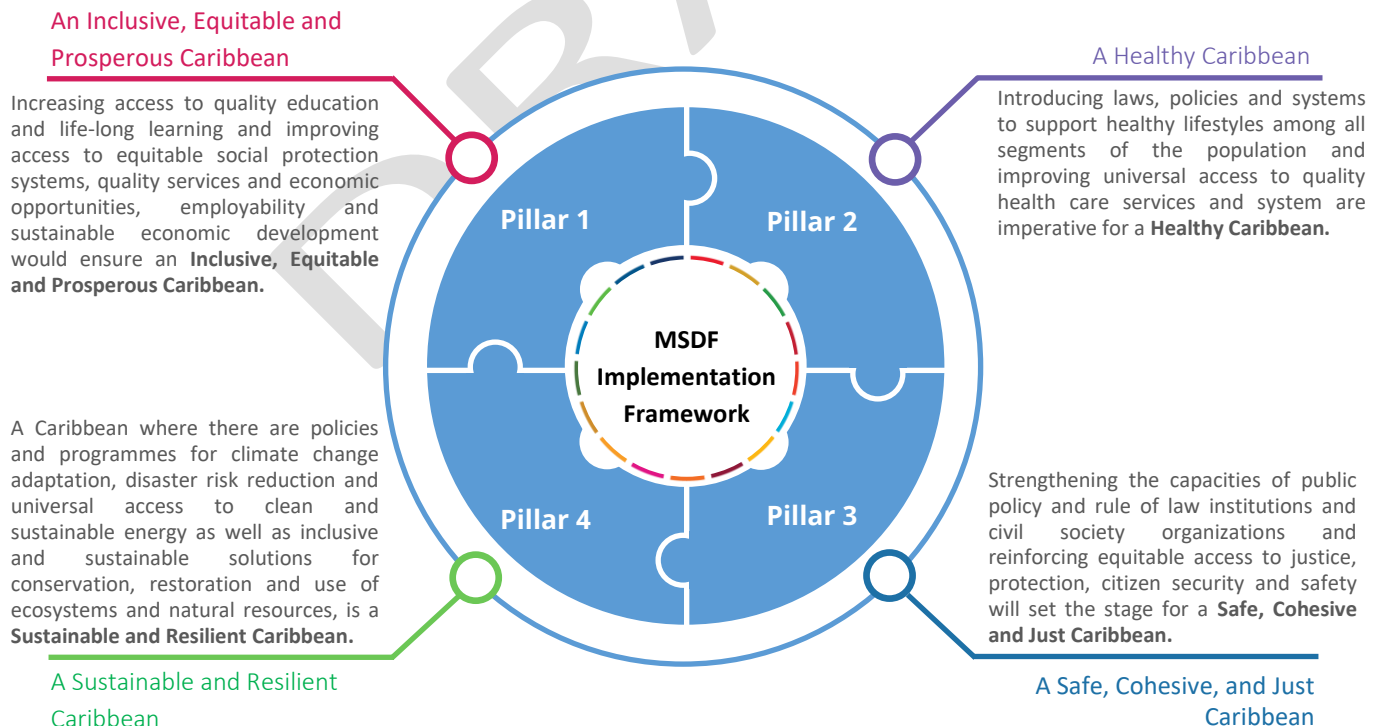 An Inclusive, Equitable and
Prosperous Caribbean
Increasing access to quality education
and life-long learning and improving
access to equitable social protection
systems, quality services and economic
opportunities, employability and
sustainable economic development
would ensure an Inclusive, Equitable
and Prosperous Caribbean.
A Healthy Caribbean
Introducing laws, policies and systems
to support healthy lifestyles among all
segments of the population and
improving universal access to quality
health care services and system are
imperative for a Healthy Caribbean.
Pillar 1
Pillar 2
MSDF
Implementation
Framework
Pillar 4
Pillar 3
A Caribbean where there are policies
and programmes for climate change
adaptation, disaster risk reduction and
universal access to clean and
sustainable energy as well as inclusive
and sustainable solutions for
conservation, restoration and use of
ecosystems and natural resources, is a
Sustainable and Resilient Caribbean.
A Sustainable and Resilient
Caribbean
Strengthening the capacities of public
policy and rule of law institutions and
civil society organizations and
reinforcing equitable access to justice,
protection, citizen security and safety
will set the stage for a Safe, Cohesive
and Just Caribbean.
A Safe, Cohesive, and Just
Caribbean